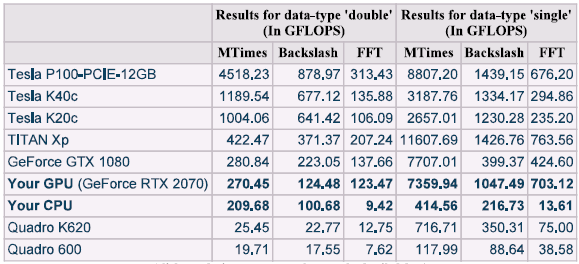 Results for data-type 'double' (In GFLOPS) Results for data-type 'single' (In GFLOPS)
MTimes Backslash FFT MTimes Backslash FFT
Tesla P100-PCIE-12GB 4518.23 878.97 313.43 8807.20 1439.15 676.20
Tesla K40c 1189.54 677.12 135.88 3187.76 1334.17 294.86
Tesla K20c 1004.06 641.42 106.09 2657.01 1230.28 235.20
TITAN Xp 422.47 371.37 207.24 11607.69 1426.76 763.56
GeForce GTX 1080 280.84 223.05 137.66 7707.01 399.37 424.60
Your GPU (GeForce RTX 2070) 270.45 124.48 123.47 7359.94 1047.49 703.12
Your CPU 209.68 100.68 9.42 414.56 216.73 13.61
Quadro K620 25.45 22.77 12.75 716.71 350.31 75.00
Quadro 600 19.71 17.55 7.62 117.99 88.64 38.58